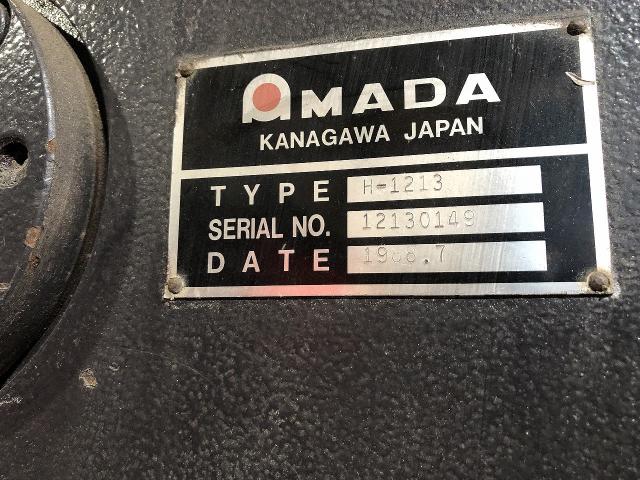 AMADA
KANAGAWA JAPAN
TYPE H-1213
SERIAL NO. 12130149
DATE